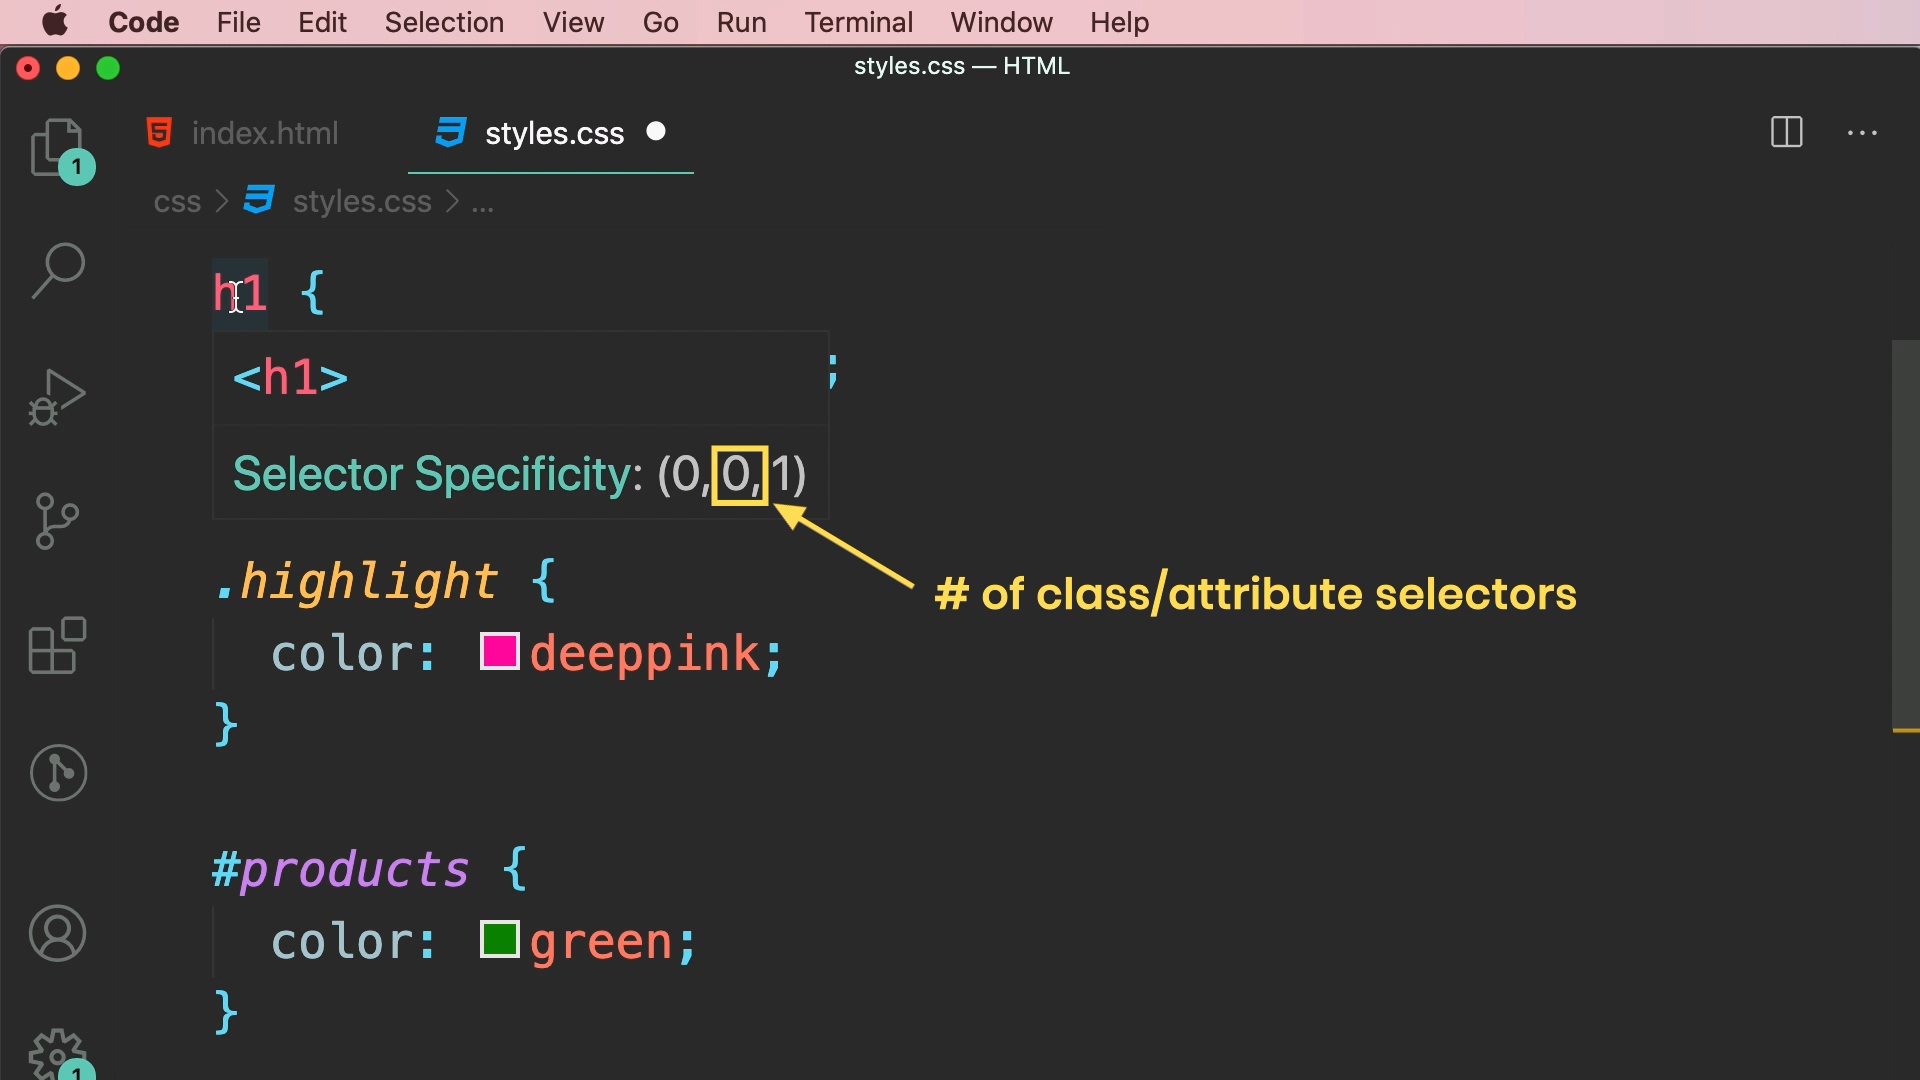 Code File Edit Selection View Go Run Terminal Window Help
styles.css — HTML
index.html styles.css
1
css > styles.css > ...
h1 {
<h1>
;
Selector Specificity: (0,0,1)
.highlight {
# of class/attribute selectors
color: deeppink;
}
#products {
color: green;
}
1